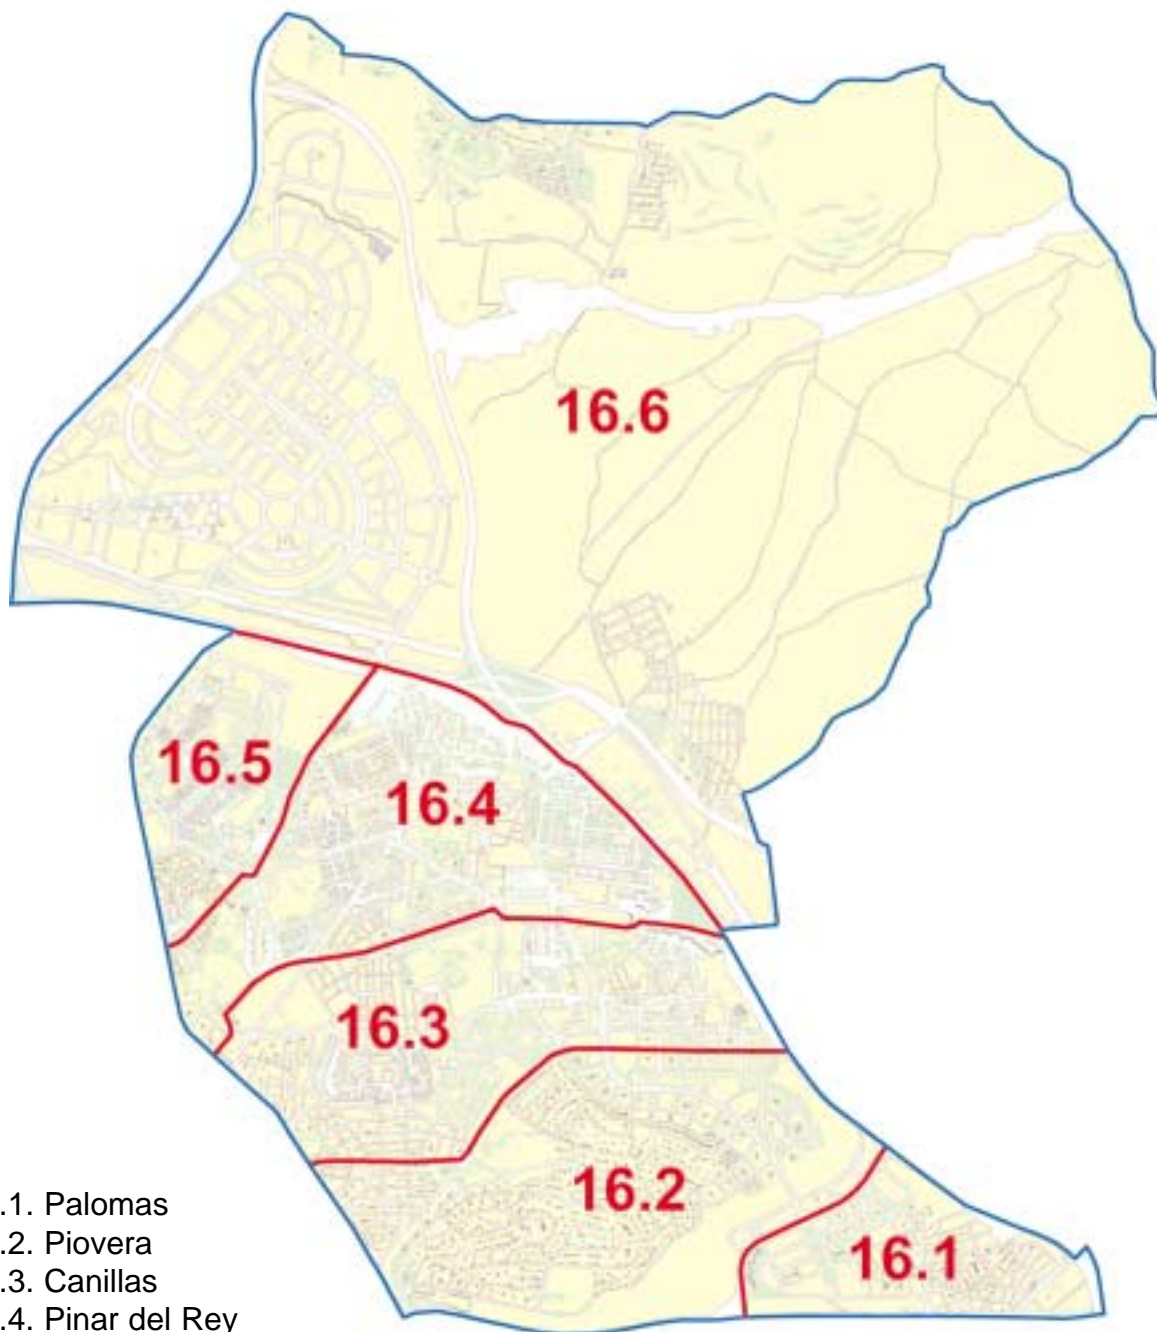 16.6
16.5
16.4
16.3
16.2
16.1
.1. Palomas
.2. Piovera
.3. Canillas
.4. Pinar del Rey